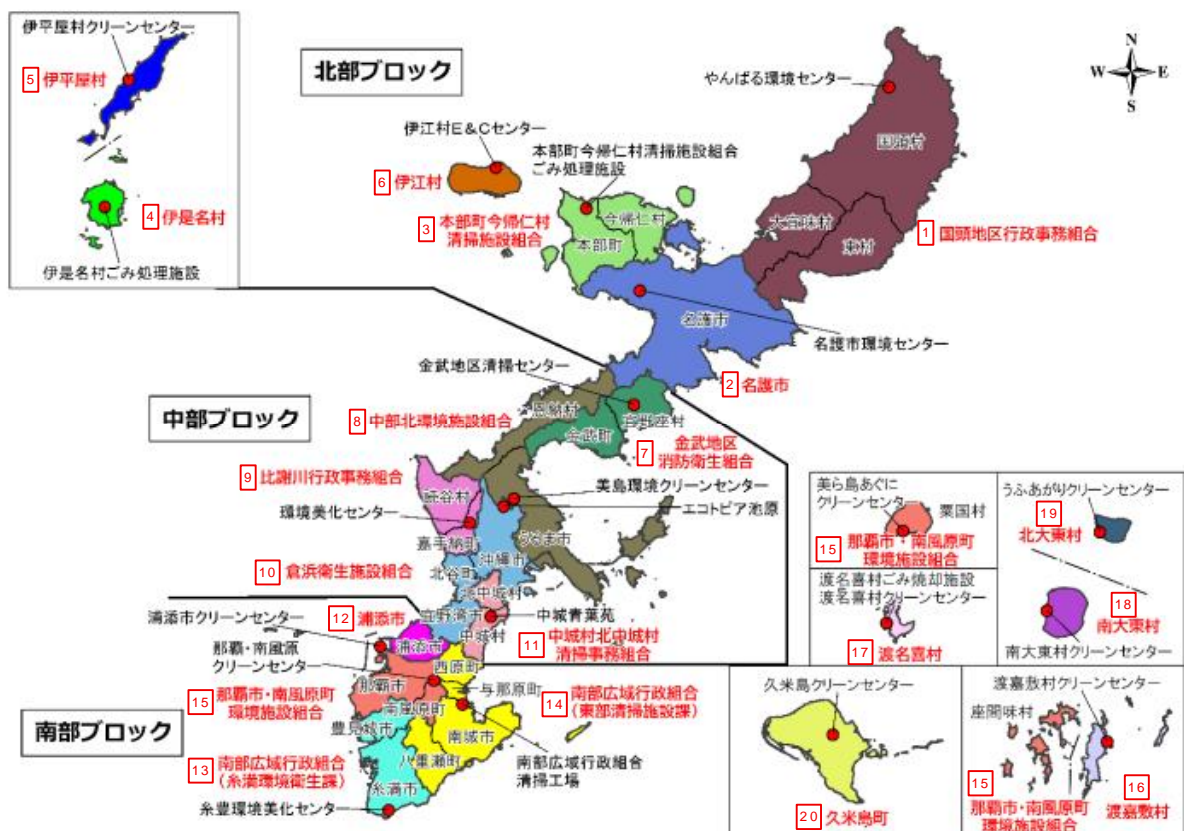 伊平屋村クリーンセンター
5 伊平屋村
4 伊是名村
伊是名村ごみ処理施設
北部ブロック
N
W E
S
やんばる環境センター
国頭村
伊江村E&Cセンター
本部町今帰仁村清掃施設組合
ごみ処理施設
6 伊江村
3 本部町今帰仁村
清掃施設組合
今帰仁村
本部町
大宜味村
東村
1 国頭地区行政事務組合
名護市
名護市環境センター
2 名護市
金武地区清掃センター
中部ブロック
8 中部北環境施設組合
恩納村
宜野座村
金武町
7 金武地区
消防衛生組合
9 比謝川行政事務組合
読谷村
美島環境クリーンセンター
エコトピア池原
環境美化センター
嘉手納町
うるま市
沖縄市
10 倉浜衛生施設組合
北谷町
北中城村
宜野湾市
中城青葉苑
中城村
11 中城村北中城村
清掃事務組合
浦添市クリーンセンター
12 浦添市
浦添市
那覇・南風原
クリーンセンター
西原町
那覇市
与那原町
15 那覇市・南風原町
環境施設組合
南風原町
14 南部広域行政組合
(東部清掃施設課)
南部ブロック
豊見城市
南城市
八重瀬町
13 南部広域行政組合
(糸満環境衛生課)
糸満市
南部広域行政組合
清掃工場
糸豊環境美化センター
美ら島あぐに
クリーンセンター
粟国村
15 那覇市・南風原町
環境施設組合
渡名喜村ごみ焼却施設
渡名喜村クリーンセンター
17 渡名喜村
うふあがりクリーンセンター
19
北大東村
18
南大東村
南大東村クリーンセンター
久米島クリーンセンター
20 久米島町
渡嘉敷村クリーンセンター
座間味村
15
那覇市・南風原町
環境施設組合
16
渡嘉敷村